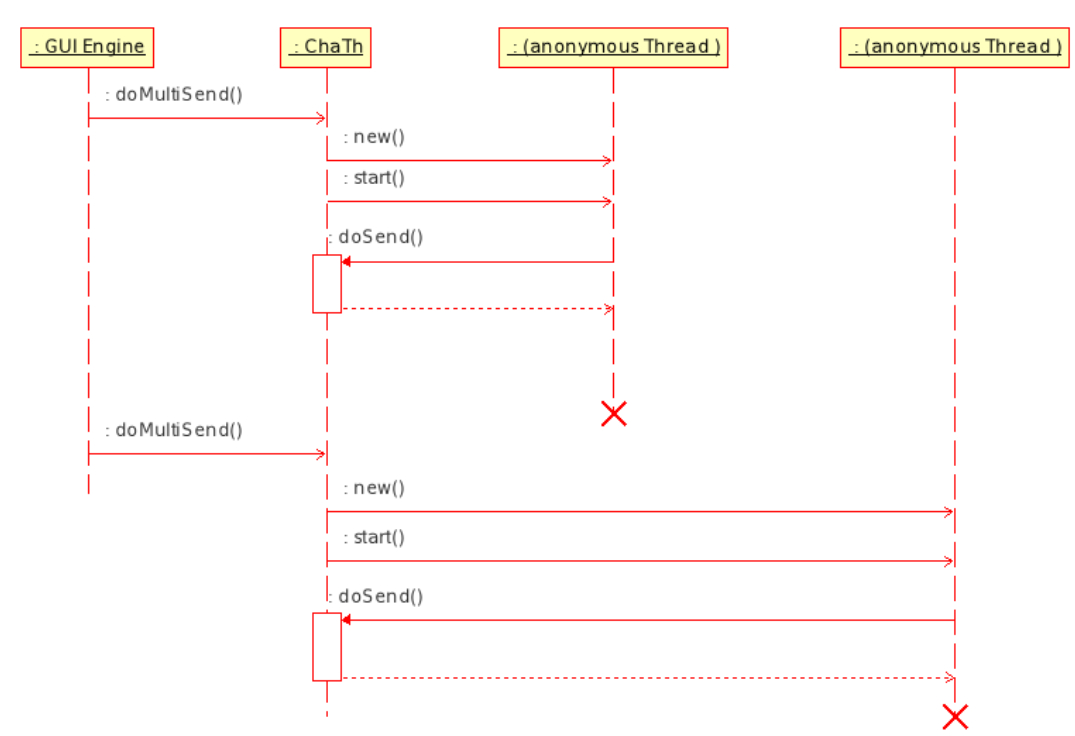 : GUI Engine
: ChaTh
: (anonymous Thread )
: (anonymous Thread )
: doMultiSend()
: new()
: start()
: doSend()
: doMultiSend()
: new()
: start()
: doSend()